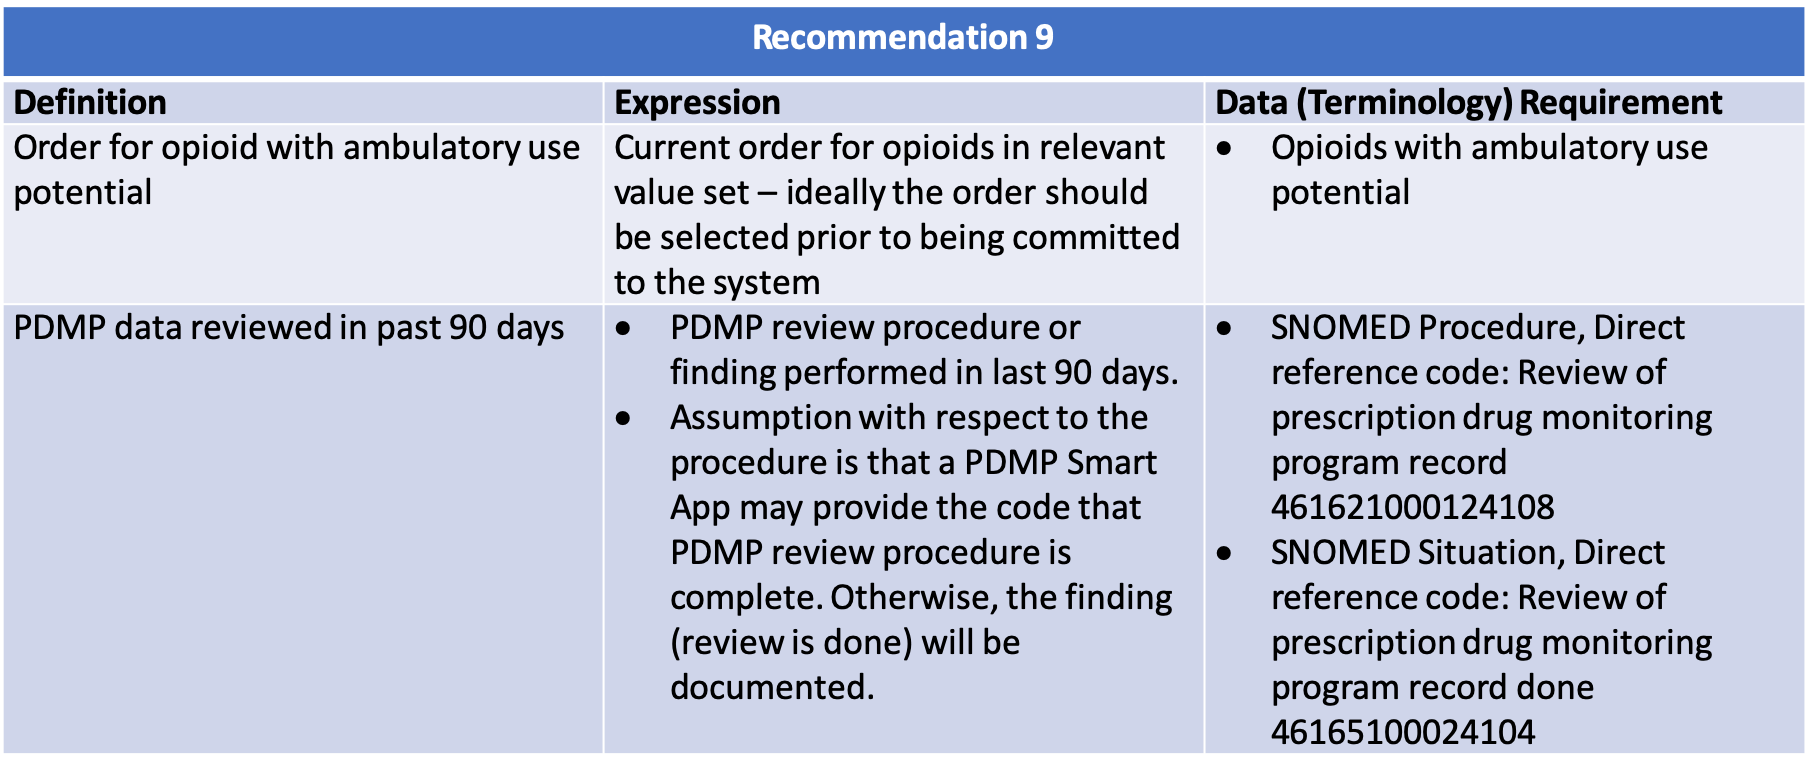 Recommendation 9
Definition
Expression
Data (Terminology) Requirement
Order for opioid with ambulatory use
potential
Current order for opioids in relevant
value set – ideally the order should
be selected prior to being committed
to the system
• Opioids with ambulatory use
potential
PDMP data reviewed in past 90 days
• PDMP review procedure or
finding performed in last 90 days.
• Assumption with respect to the
procedure is that a PDMP Smart
App may provide the code that
PDMP review procedure is
complete. Otherwise, the finding
(review is done) will be
documented.
• SNOMED Procedure, Direct
reference code: Review of
prescription drug monitoring
program record
461621000124108
• SNOMED Situation, Direct
reference code: Review of
prescription drug monitoring
program record done
46165100024104